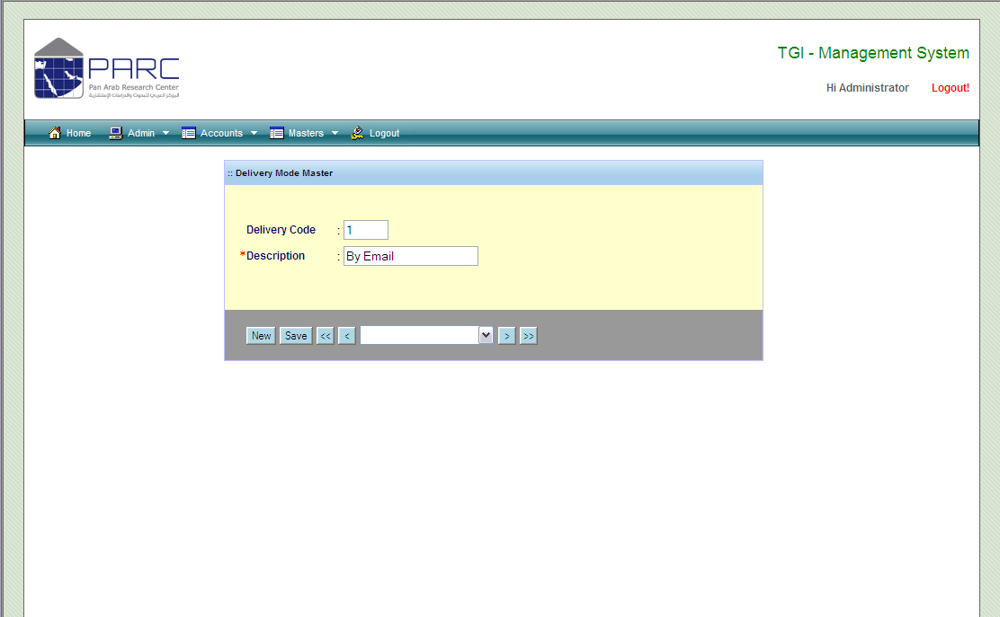 PARC
Pan Arab Research Center
المركز العربي للبحوث والدراسات الاستشارية
TGI - Management System
Hi Administrator Logout!
Home Admin Accounts Masters Logout
:: Delivery Mode Master
Delivery Code : 1
*Description : By Email
New Save << < > >>